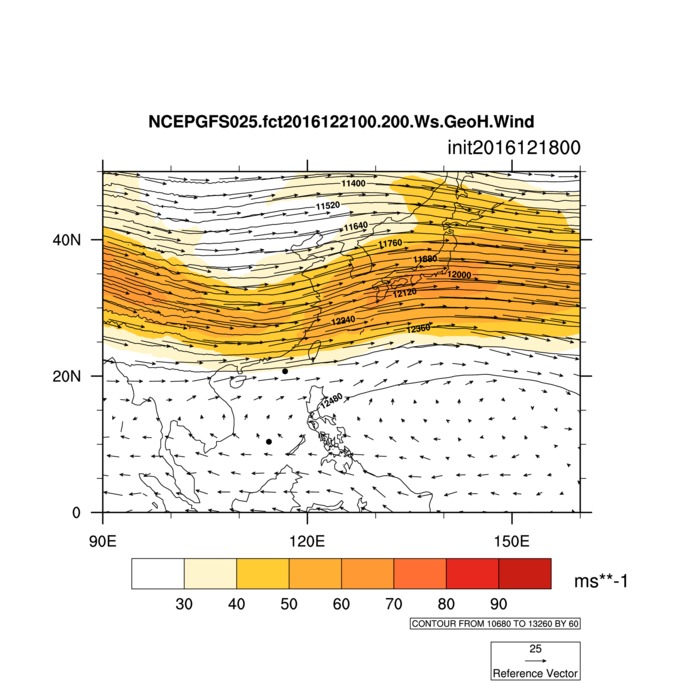 NCEPGFS025.fct2016122100.200.Ws.GeoH.Wind
init2016121800
11400
11520
11640
40N
11760
11880
12000
12120
12240
12360
20N
12480
0
90E
120E
150E
ms**-1
30 40 50 60 70 80 90
CONTOUR FROM 10680 TO 13260 BY 60
25
Reference Vector